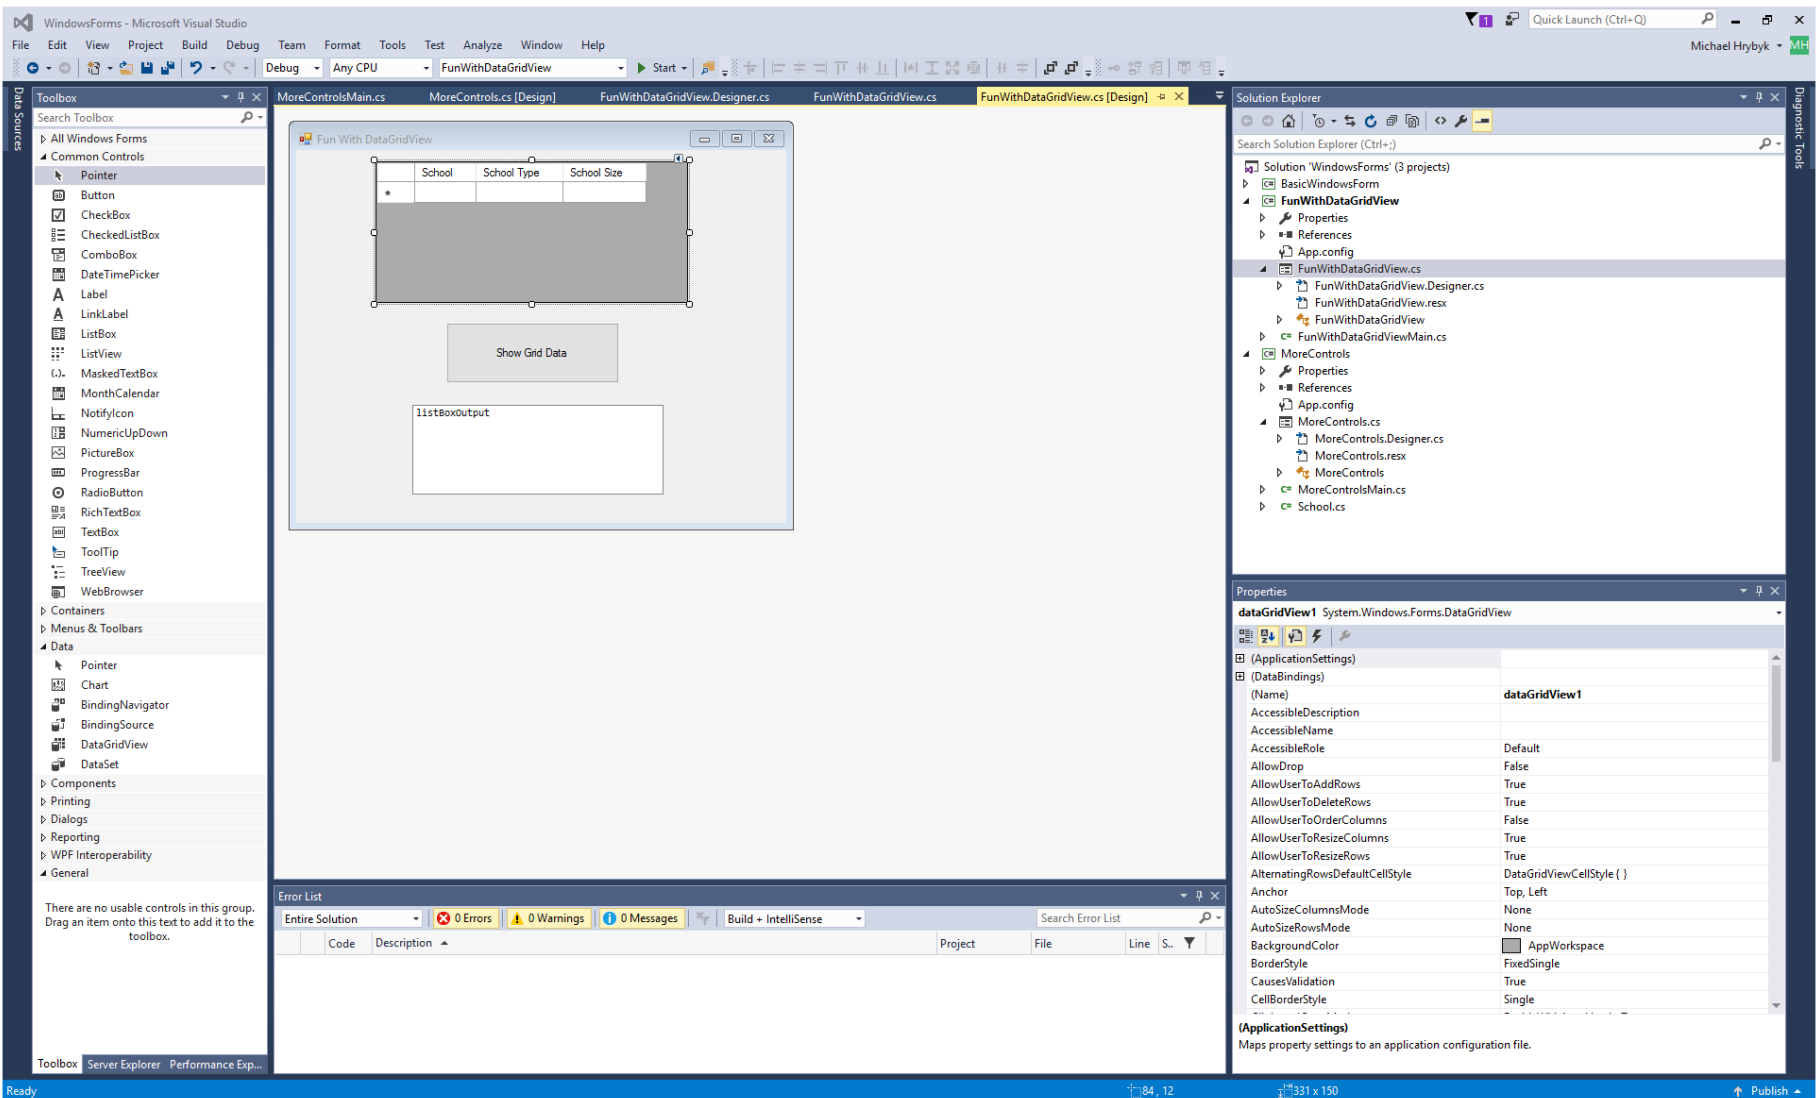 WindowsForms - Microsoft Visual Studio
1
Quick Launch (Ctrl+Q)
File Edit View Project Build Debug Team Format Tools Test Analyze Window Help
Michael Hrybyk
MH
Debug
Any CPU
FunWithDataGridView
Start
Data Sources
Toolbox
Search Toolbox
All Windows Forms
Common Controls
Pointer
Button
CheckBox
CheckedListBox
ComboBox
DateTimePicker
Label
LinkLabel
ListBox
ListView
MaskedTextBox
MonthCalendar
NotifyIcon
NumericUpDown
PictureBox
ProgressBar
RadioButton
RichTextBox
TextBox
ToolTip
TreeView
WebBrowser
Containers
Menus & Toolbars
Data
Pointer
Chart
BindingNavigator
BindingSource
DataGridView
DataSet
Components
Printing
Dialogs
Reporting
WPF Interoperability
General
There are no usable controls in this group.
Drag an item onto this text to add it to the
toolbox.
Toolbox Server Explorer Performance Exp...
MoreControlsMain.cs MoreControls.cs [Design] FunWithDataGridView.Designer.cs FunWithDataGridView.cs FunWithDataGridView.cs [Design]
Fun With DataGridView
School School Type School Size
*
Show Grid Data
listBoxOutput
Error List
Entire Solution
0 Errors
0 Warnings
0 Messages
Build + IntelliSense
Search Error List
Code Description Project File Line S..
Solution Explorer
Search Solution Explorer (Ctrl+;)
Solution 'WindowsForms' (3 projects)
BasicWindowsForm
FunWithDataGridView
Properties
References
App.config
FunWithDataGridView.cs
FunWithDataGridView.Designer.cs
FunWithDataGridView.resx
FunWithDataGridView
FunWithDataGridViewMain.cs
MoreControls
Properties
References
App.config
MoreControls.cs
MoreControls.Designer.cs
MoreControls.resx
MoreControls
MoreControlsMain.cs
School.cs
Diagnostic Tools
Properties
dataGridView1 System.Windows.Forms.DataGridView
(ApplicationSettings)
(DataBindings)
(Name) dataGridView1
AccessibleDescription
AccessibleName
AccessibleRole Default
AllowDrop False
AllowUserToAddRows True
AllowUserToDeleteRows True
AllowUserToOrderColumns False
AllowUserToResizeColumns True
AllowUserToResizeRows True
AlternatingRowsDefaultCellStyle DataGridViewCellStyle { }
Anchor Top, Left
AutoSizeColumnsMode None
AutoSizeRowsMode None
BackgroundColor AppWorkspace
BorderStyle FixedSingle
CausesValidation True
CellBorderStyle Single
(ApplicationSettings)
Maps property settings to an application configuration file.
Ready
84 , 12
331 x 150
Publish